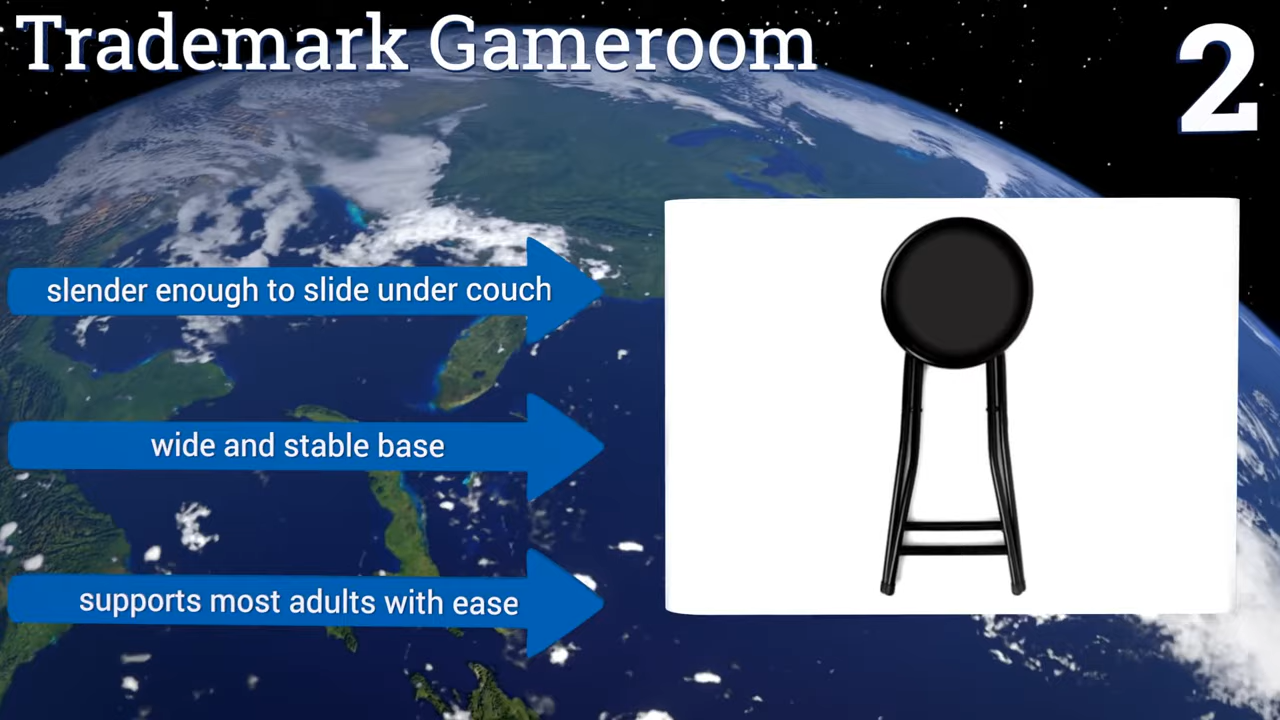 Trademark Gameroom
2
slender enough to slide under couch
wide and stable base
supports most adults with ease